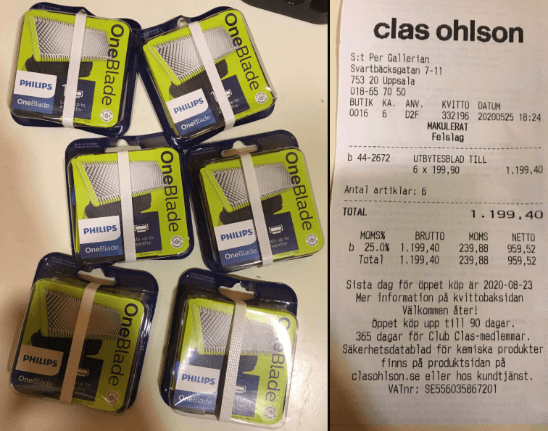 OneBlade
PHILIPS
OneBlade
OneBlade
PHILIPS
OneBlade
OneBlade
PHILIPS
OneBlade
OneBlade
PHILIPS
OneBlade
OneBlade
PHILIPS
OneBlade
OneBlade
PHILIPS
OneBlade
clas ohlson
S:t Per Gallerian
Svartbäcksgatan 7-11
753 20 Uppsala
018-65 70 50
BUTIK KA. ANV. KVITTO DATUM
0016 6 D2F 332196 20200525 18:24
MAKULERAT
Felslag
b 44-2672 UTBYTESBLAD TILL
6 x 199,90 1.199,40
Antal artiklar: 6
TOTAL 1.199,40
MOMS% BRUTTO MOMS NETTO
b 25.0% 1.199,40 239,88 959,52
Total 1.199,40 239,88 959,52
Sista dag för öppet köp är 2020-08-23
Mer information på kvittobaksidan
Välkommen åter!
Öppet köp upp till 90 dagar.
365 dagar för Club Clas-medlemmar.
Säkerhetsdatablad för kemiska produkter
finns på produktsidan på
clasohlson.se eller hos kundtjänst.
VATnr: SE556035867201